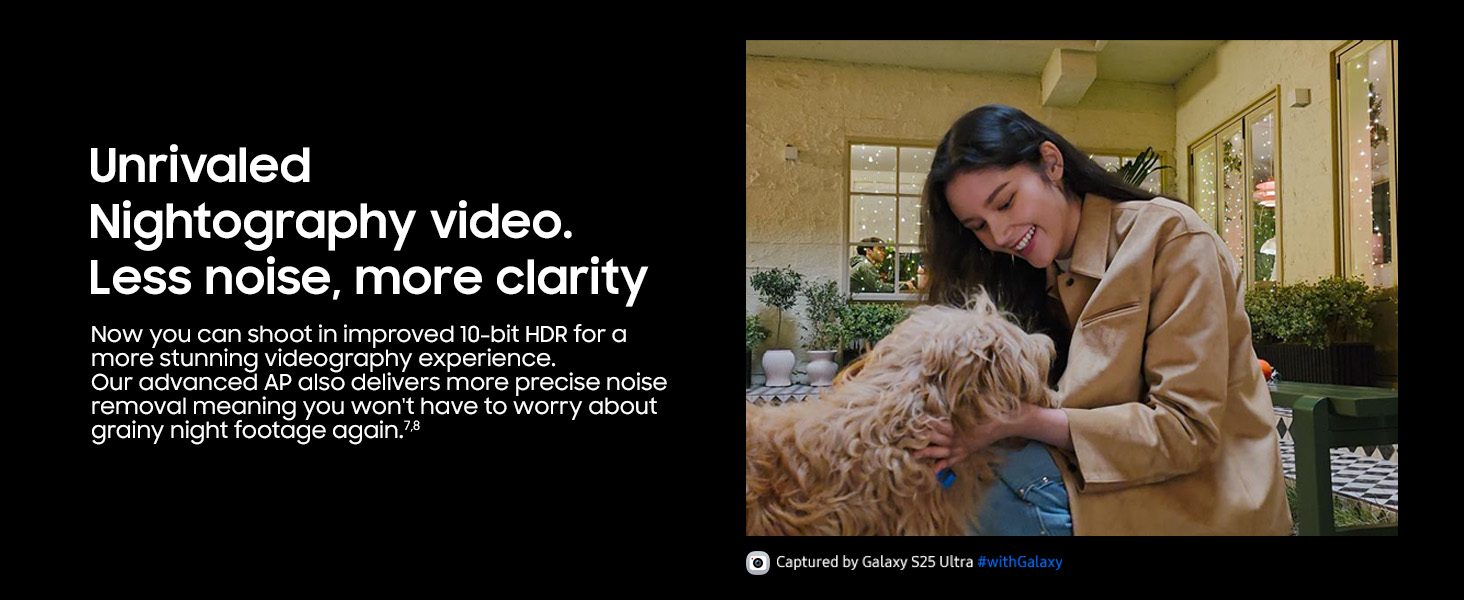 Unrivaled
Nightography video.
Less noise, more clarity
Now you can shoot in improved 10-bit HDR for a
more stunning videography experience.
Our advanced AP also delivers more precise noise
removal meaning you won't have to worry about
grainy night footage again.7,8
Captured by Galaxy S25 Ultra #withGalaxy